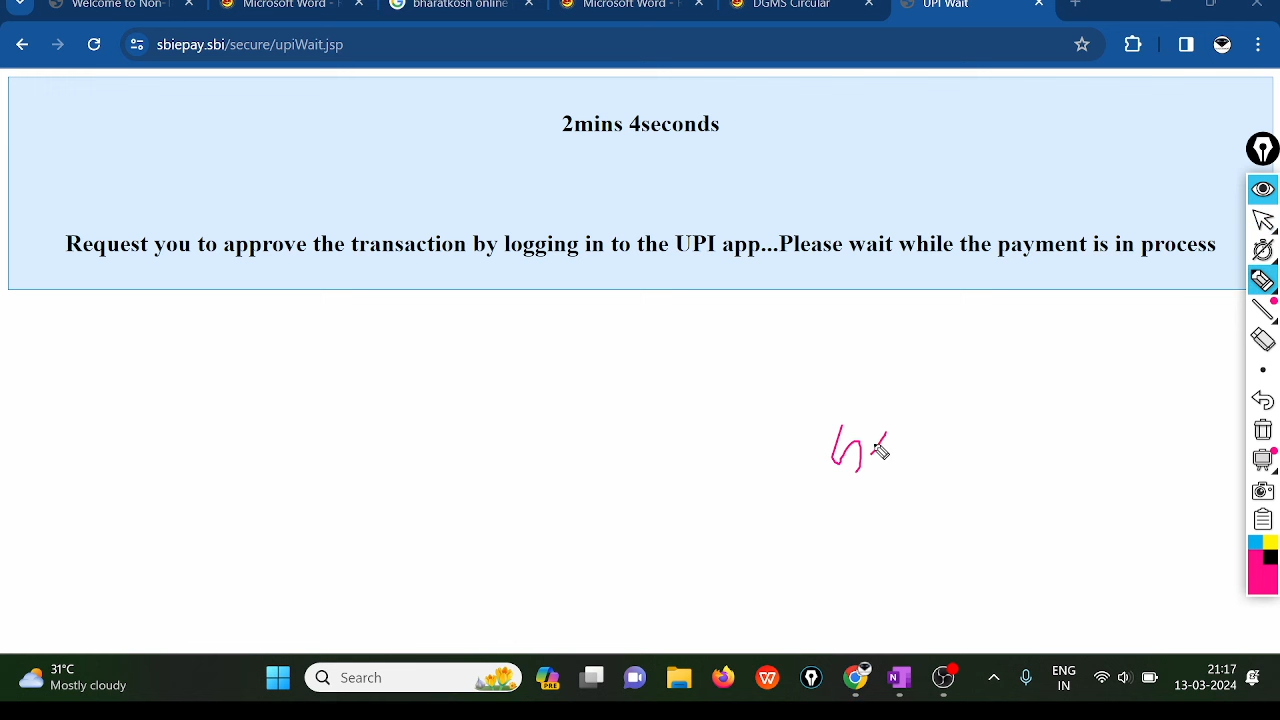 Welcome to Non-
Microsoft Word -
bharatkosh online
Microsoft Word -
DGMS Circular
UPI Wait
sbiepay.sbi/secure/upiWait.jsp
2mins 4seconds
Request you to approve the transaction by logging in to the UPI app...Please wait while the payment is in process
31°C
Mostly cloudy
Search
PRE
ENG
IN
21:17
13-03-2024